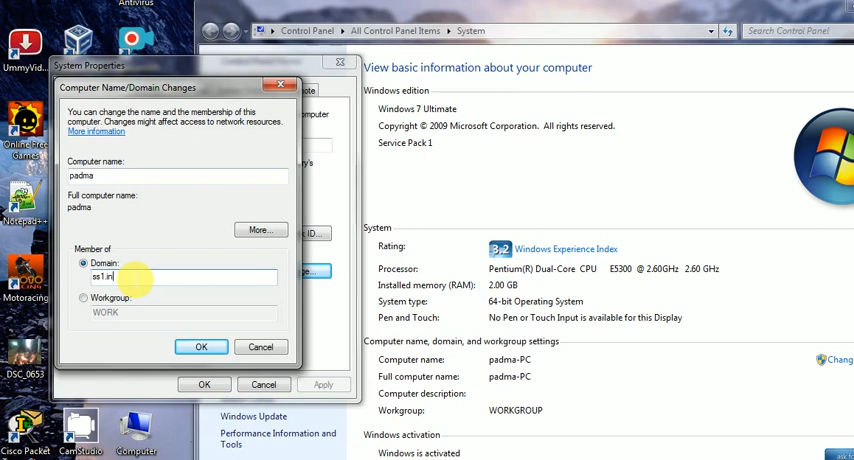 Antivirus
UmmyVid...
Online Free
Games
Notepad++
Motoracing
DSC_0653
Cisco Packet
CamStudio
Computer
Control Panel
All Control Panel Items
System
Search Control Panel
System Properties
Computer Name/Domain Changes
You can change the name and the membership of this
computer. Changes might affect access to network resources.
More information
Computer name:
padma
Full computer name:
padma
More...
Member of
Domain:
ss1.in
Workgroup:
WORK
OK
Cancel
OK
Cancel
Apply
ID...
View basic information about your computer
Windows edition
Windows 7 Ultimate
Copyright © 2009 Microsoft Corporation. All rights reserved.
Service Pack 1
System
Rating:
3.2 Windows Experience Index
Processor:
Pentium(R) Dual-Core CPU E5300 @ 2.60GHz 2.60 GHz
Installed memory (RAM):
2.00 GB
System type:
64-bit Operating System
Pen and Touch:
No Pen or Touch Input is available for this Display
Computer name, domain, and workgroup settings
Computer name:
padma-PC
Change
Full computer name:
padma-PC
Computer description:
Workgroup:
WORKGROUP
Windows activation
Windows is activated
Windows Update
Performance Information and
Tools